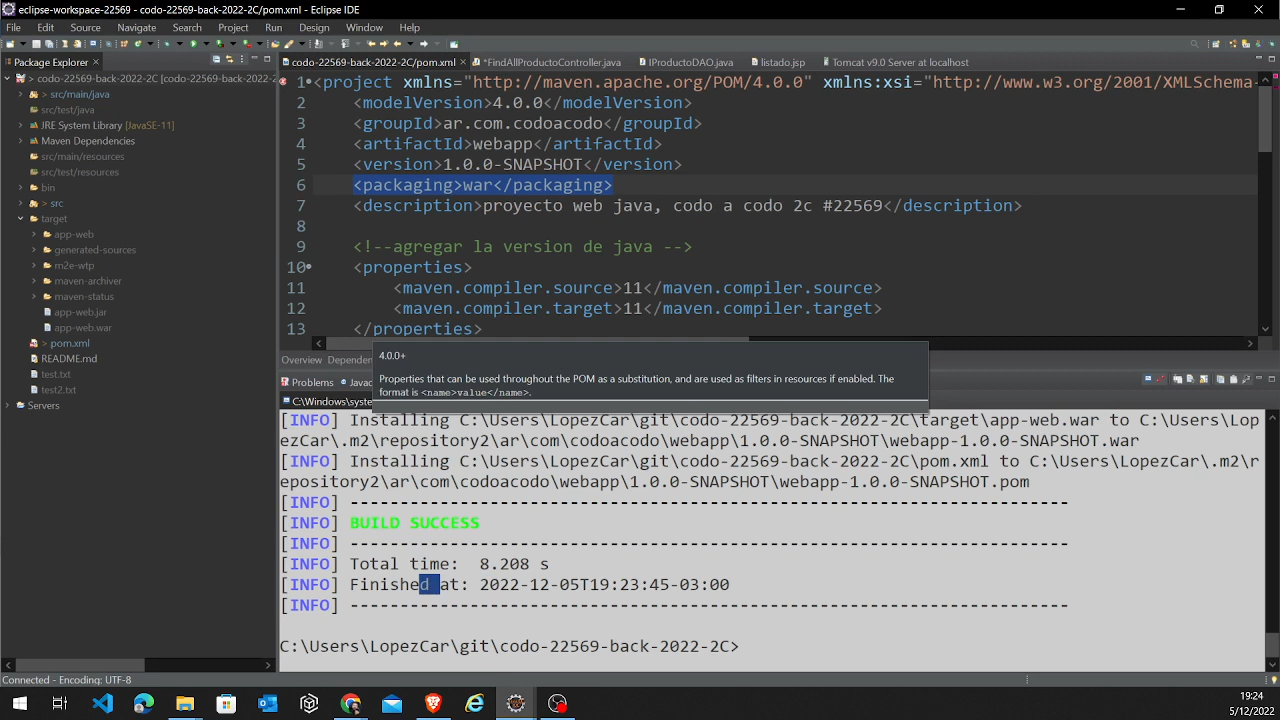 eclipse-workspace-22569 - codo-22569-back-2022-2C/pom.xml - Eclipse IDE
File Edit Source Navigate Search Project Run Design Window Help
Package Explorer
codo-22569-back-2022-2C/pom.xml
*FindAllProductoController.java
IProductoDAO.java
listado.jsp
Tomcat v9.0 Server at localhost
> codo-22569-back-2022-2C [codo-22569-back-2022-2
> src/main/java
src/test/java
JRE System Library [JavaSE-11]
Maven Dependencies
src/main/resources
src/test/resources
bin
> src
target
app-web
generated-sources
m2e-wtp
maven-archiver
maven-status
app-web.jar
app-web.war
> pom.xml
README.md
test.txt
test2.txt
Servers
1 <project xmlns="http://maven.apache.org/POM/4.0.0" xmlns:xsi="http://www.w3.org/2001/XMLSchema-
2 <modelVersion>4.0.0</modelVersion>
3 <groupId>ar.com.codoacodo</groupId>
4 <artifactId>webapp</artifactId>
5 <version>1.0.0-SNAPSHOT</version>
6 <packaging>war</packaging>
7 <description>proyecto web java, codo a codo 2c #22569</description>
8
9 <!--agregar la version de java -->
10 <properties>
11 <maven.compiler.source>11</maven.compiler.source>
12 <maven.compiler.target>11</maven.compiler.target>
13 </properties>
Overview Dependen
4.0.0+
Properties that can be used throughout the POM as a substitution, and are used as filters in resources if enabled. The
format is <name>value</name>.
Problems Javac
C:\Windows\syste
[INFO] Installing C:\Users\LopezCar\git\codo-22569-back-2022-2C\target\app-web.war to C:\Users\Lop
ezCar\.m2\repository2\ar\com\codoacodo\webapp\1.0.0-SNAPSHOT\webapp-1.0.0-SNAPSHOT.war
[INFO] Installing C:\Users\LopezCar\git\codo-22569-back-2022-2C\pom.xml to C:\Users\LopezCar\.m2\r
epository2\ar\com\codoacodo\webapp\1.0.0-SNAPSHOT\webapp-1.0.0-SNAPSHOT.pom
[INFO] ------------------------------------------------------------------------
[INFO] BUILD SUCCESS
[INFO] ------------------------------------------------------------------------
[INFO] Total time:  8.208 s
[INFO] Finished at: 2022-12-05T19:23:45-03:00
[INFO] ------------------------------------------------------------------------
C:\Users\LopezCar\git\codo-22569-back-2022-2C>
Connected - Encoding: UTF-8
19:24
5/12/2022